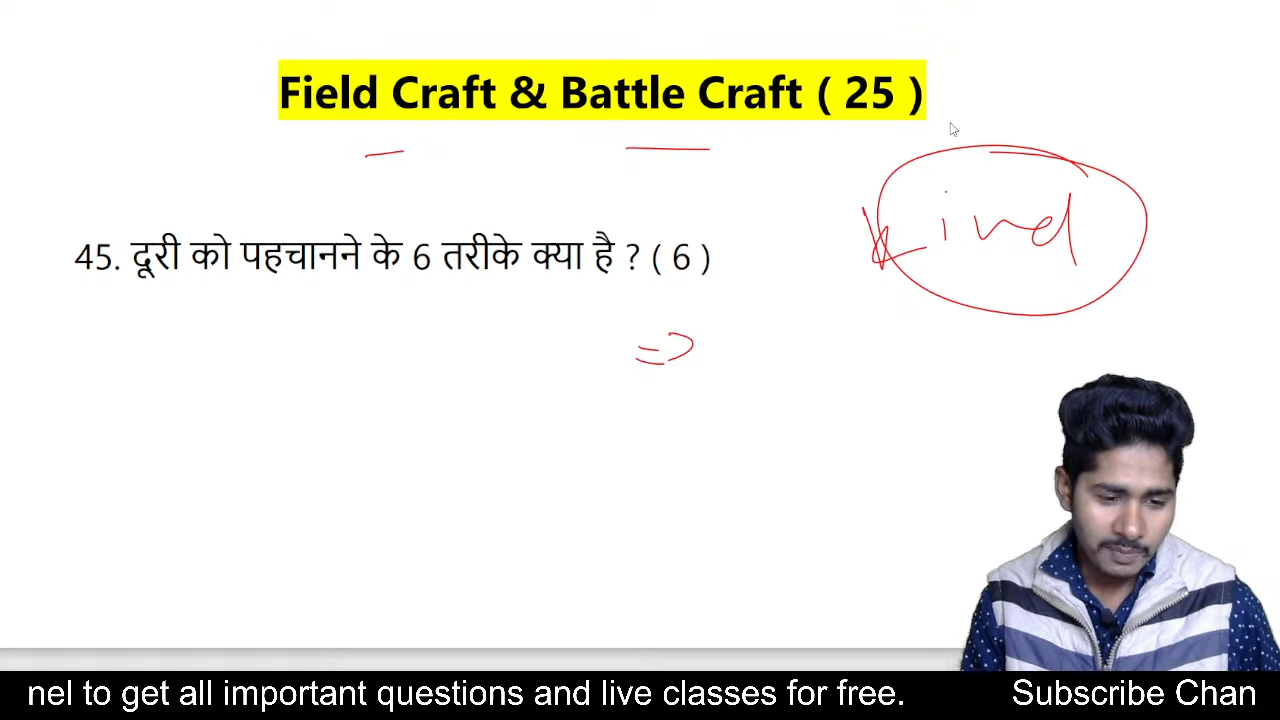 Field Craft & Battle Craft ( 25 )
kind
45. दूरी को पहचानने के 6 तरीके क्या है ? ( 6 )
=>
nel to get all important questions and live classes for free. Subscribe Chan